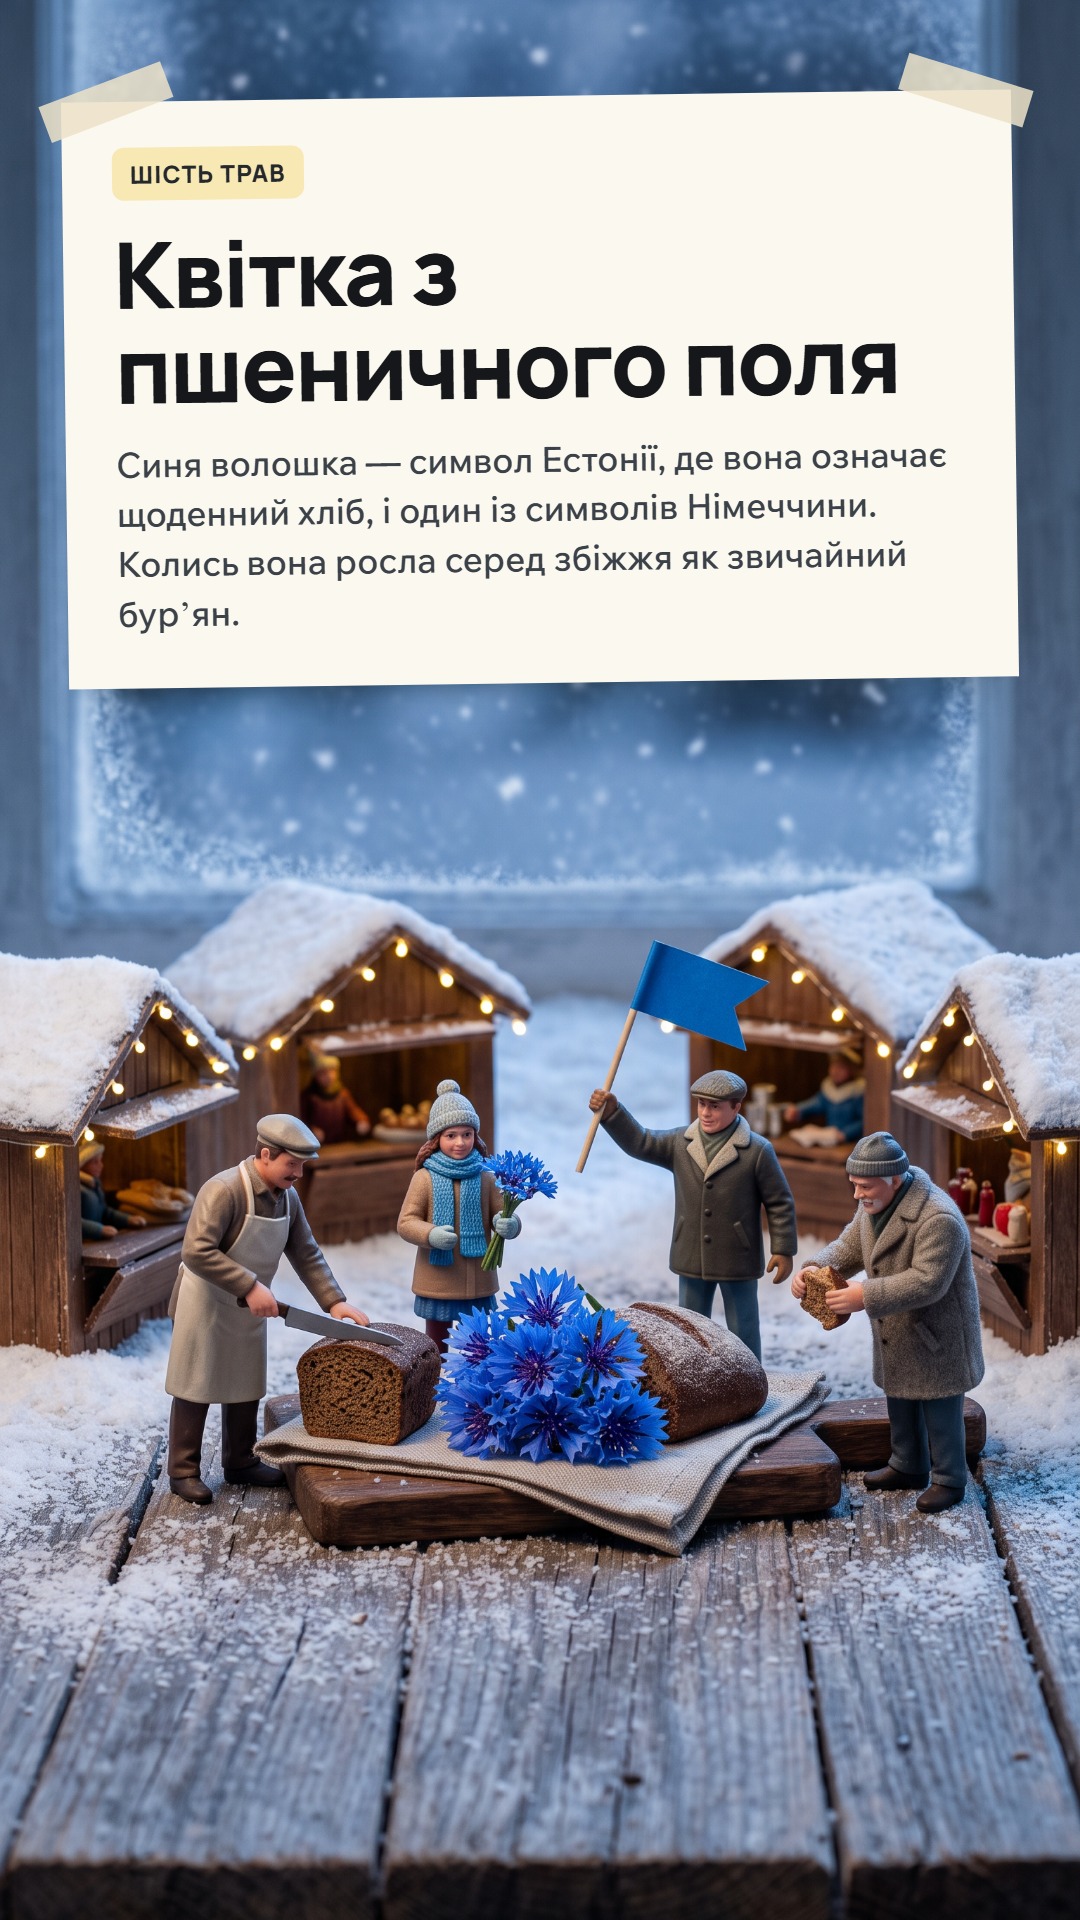 ШІСТЬ ТРАВ
Квітка з
пшеничного поля
Синя волошка — символ Естонії, де вона означає
щоденний хліб, і один із символів Німеччини.
Колись вона росла серед збіжжя як звичайний
бур’ян.